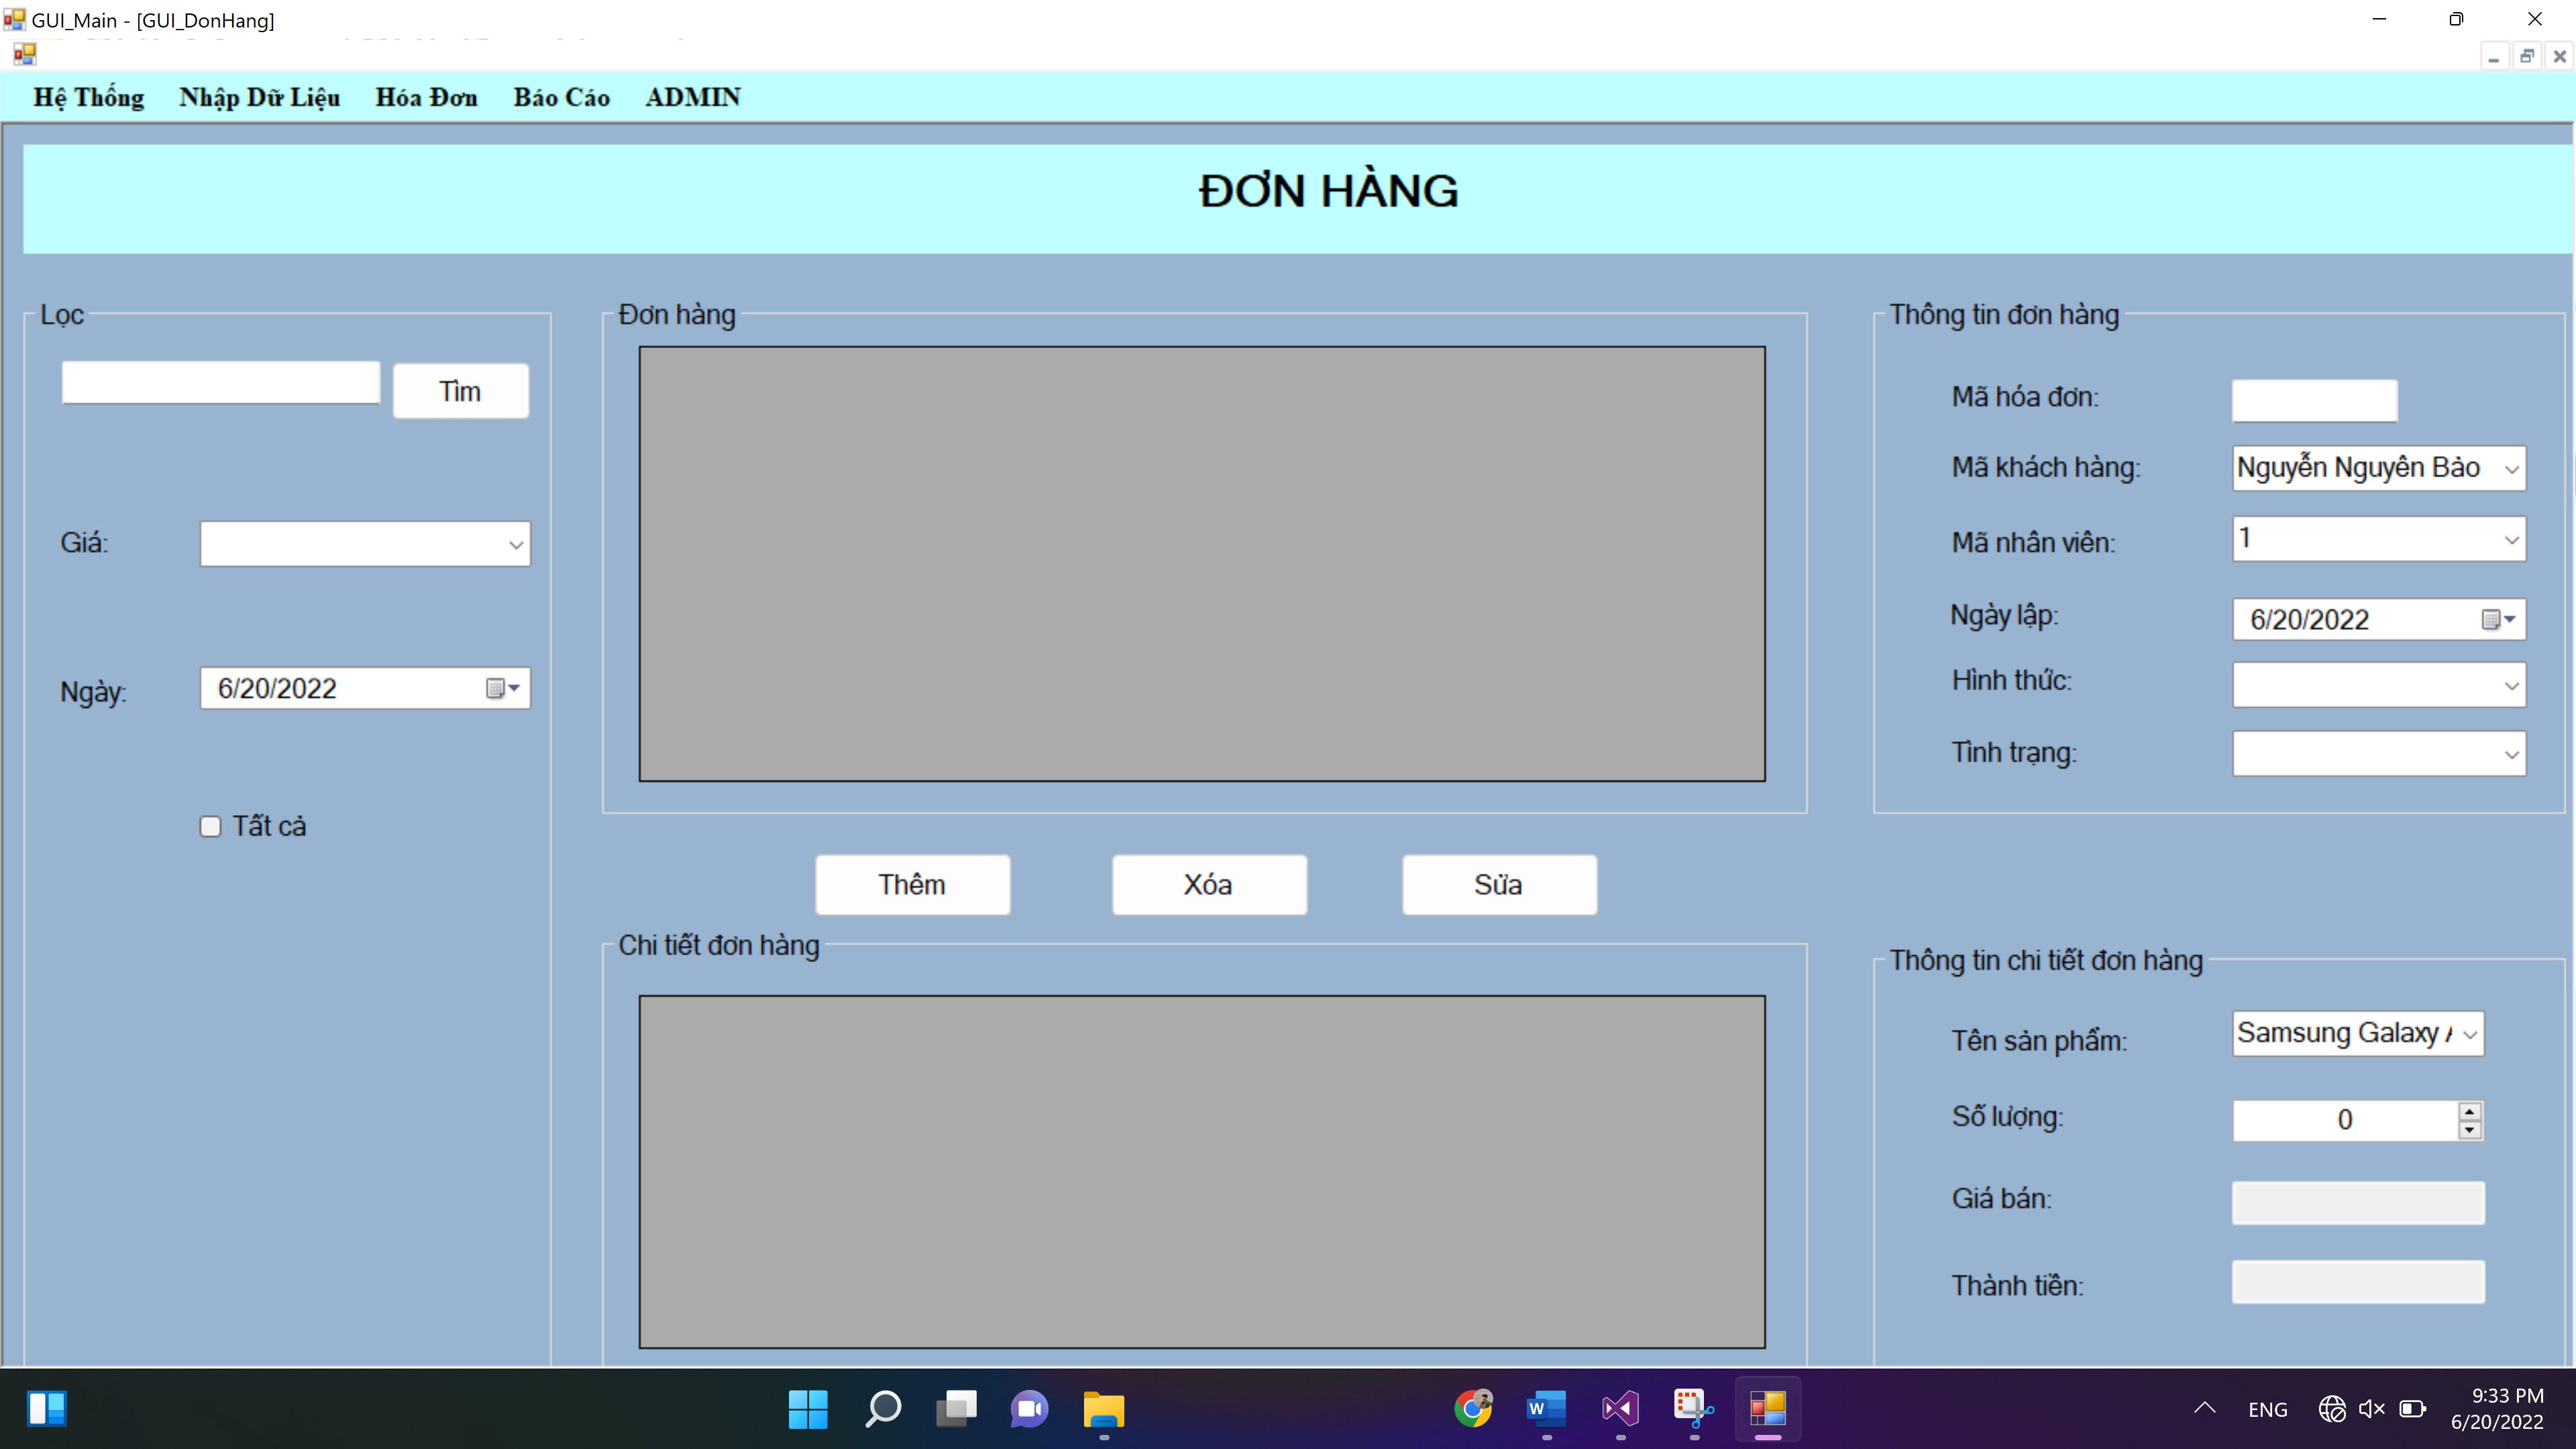 GUI_Main - [GUI_DonHang]
Hệ Thống Nhập Dữ Liệu Hóa Đơn Báo Cáo ADMIN
ĐƠN HÀNG
Lọc
Tìm
Giá:
Ngày: 6/20/2022
Tất cả
Đơn hàng
Thêm Xóa Sửa
Chi tiết đơn hàng
Thông tin đơn hàng
Mã hóa đơn:
Mã khách hàng: Nguyễn Nguyên Bảo
Mã nhân viên: 1
Ngày lập: 6/20/2022
Hình thức:
Tình trạng:
Thông tin chi tiết đơn hàng
Tên sản phẩm: Samsung Galaxy
Số lượng: 0
Giá bán:
Thành tiền:
W
ENG
9:33 PM
6/20/2022